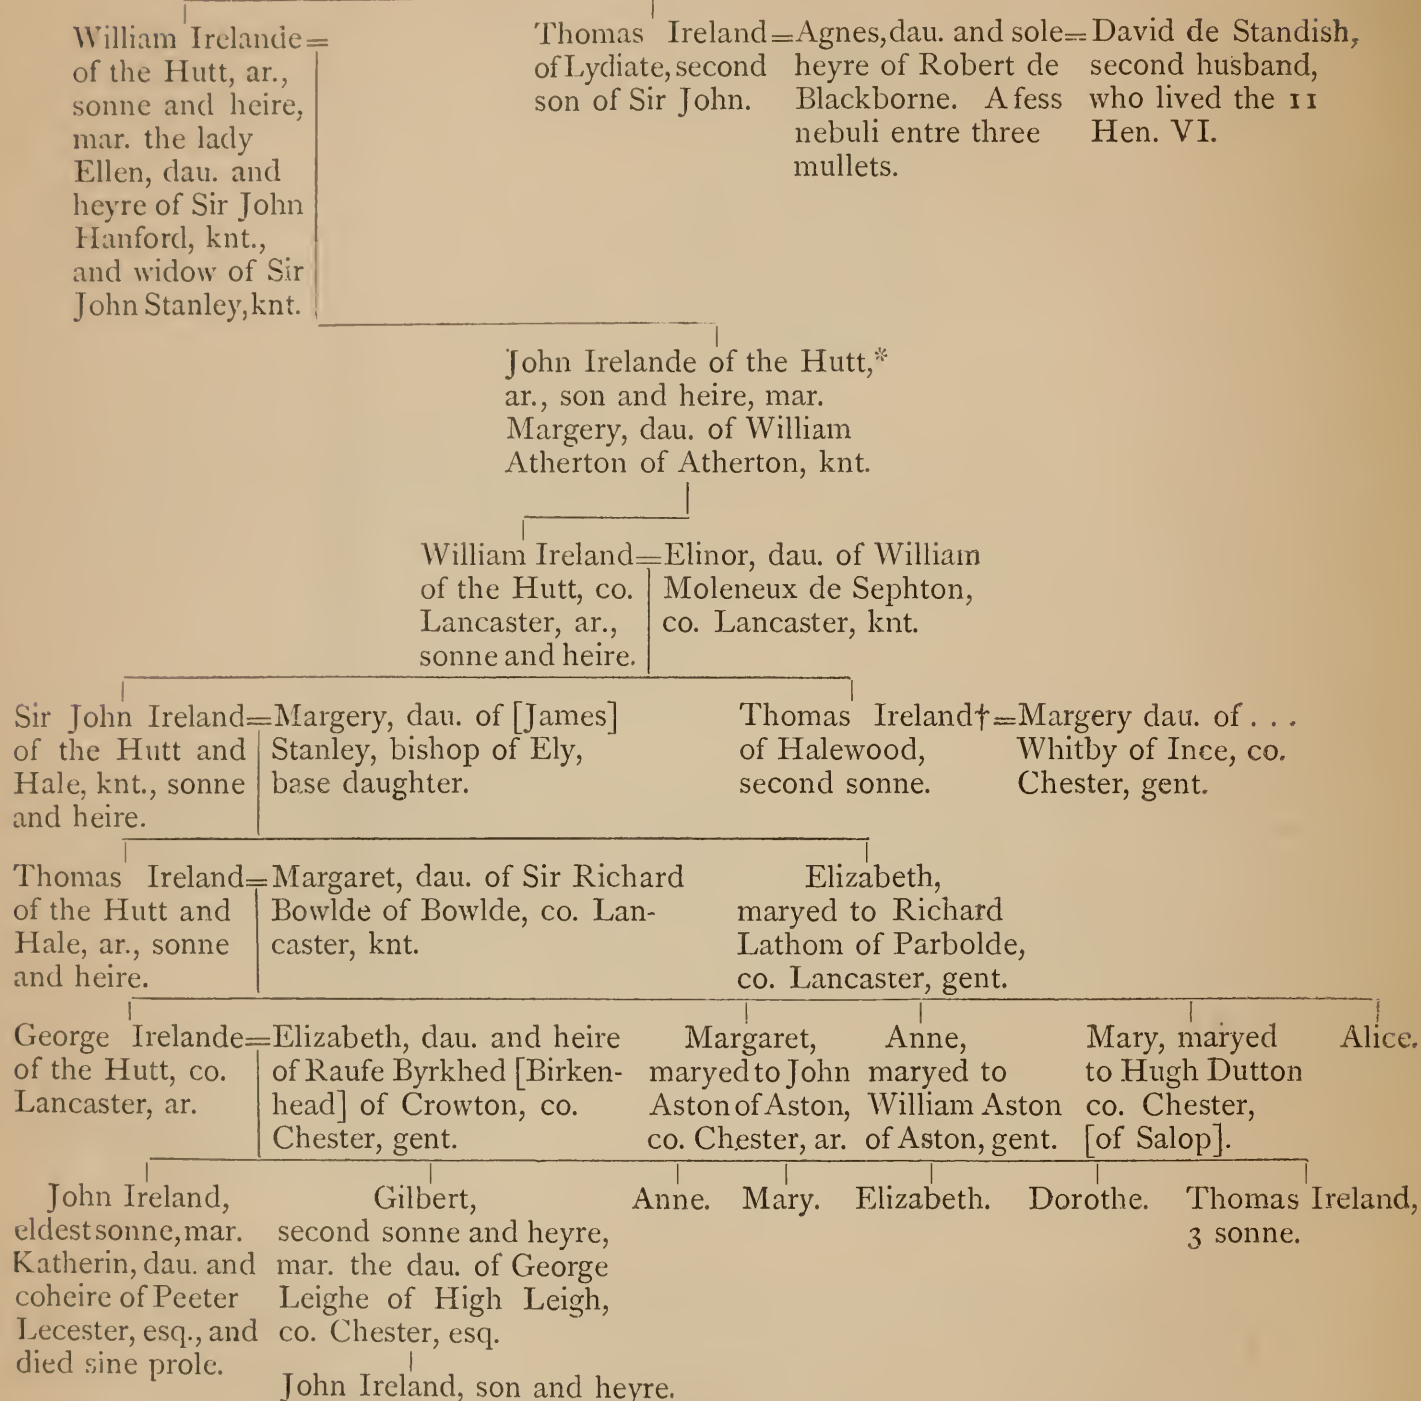 William Irelande=
of the Hutt, ar.,
sonne and heire,
mar. the lady
Ellen, dau. and
heyre of Sir John
Hanford, knt.,
and widow of Sir
John Stanley, knt.
Thomas Ireland=
of Lydiate, second
son of Sir John.
Agnes, dau. and sole=
heyre of Robert de
Blackborne. A fess
nebuli entre three
mullets.
David de Standish,
second husband,
who lived the 11
Hen. VI.
John Irelande of the Hutt,*
ar., son and heire, mar.
Margery, dau. of William
Atherton of Atherton, knt.
William Ireland=
of the Hutt, co.
Lancaster, ar.,
sonne and heire.
Elinor, dau. of William
Moleneux de Sephton,
co. Lancaster, knt.
Sir John Ireland=
of the Hutt and
Hale, knt., sonne
and heire.
Margery, dau. of [James]
Stanley, bishop of Ely,
base daughter.
Thomas Ireland†=
of Halewood,
second sonne.
Margery dau. of . . .
Whitby of Ince, co.
Chester, gent.
Thomas Ireland=
of the Hutt and
Hale, ar., sonne
and heire.
Margaret, dau. of Sir Richard
Bowlde of Bowlde, co. Lan-
caster, knt.
Elizabeth,
maryed to Richard
Lathom of Parbolde,
co. Lancaster, gent.
George Irelande=
of the Hutt, co.
Lancaster, ar.
Elizabeth, dau. and heire
of Raufe Byrkhed [Birken-
head] of Crowton, co.
Chester, gent.
Margaret,
maryed to John
Aston of Aston,
co. Chester, ar.
Anne,
maryed to
William Aston
of Aston, gent.
Mary, maryed
to Hugh Dutton
co. Chester,
[of Salop].
Alice.
John Ireland,
eldest sonne, mar.
Katherin, dau. and
coheire of Peeter
Lecester, esq., and
died sine prole.
Gilbert,
second sonne and heyre,
mar. the dau. of George
Leighe of High Leigh,
co. Chester, esq.
Anne.
Mary.
Elizabeth.
Dorothe.
Thomas Ireland,
3 sonne.
John Ireland, son and heyre.